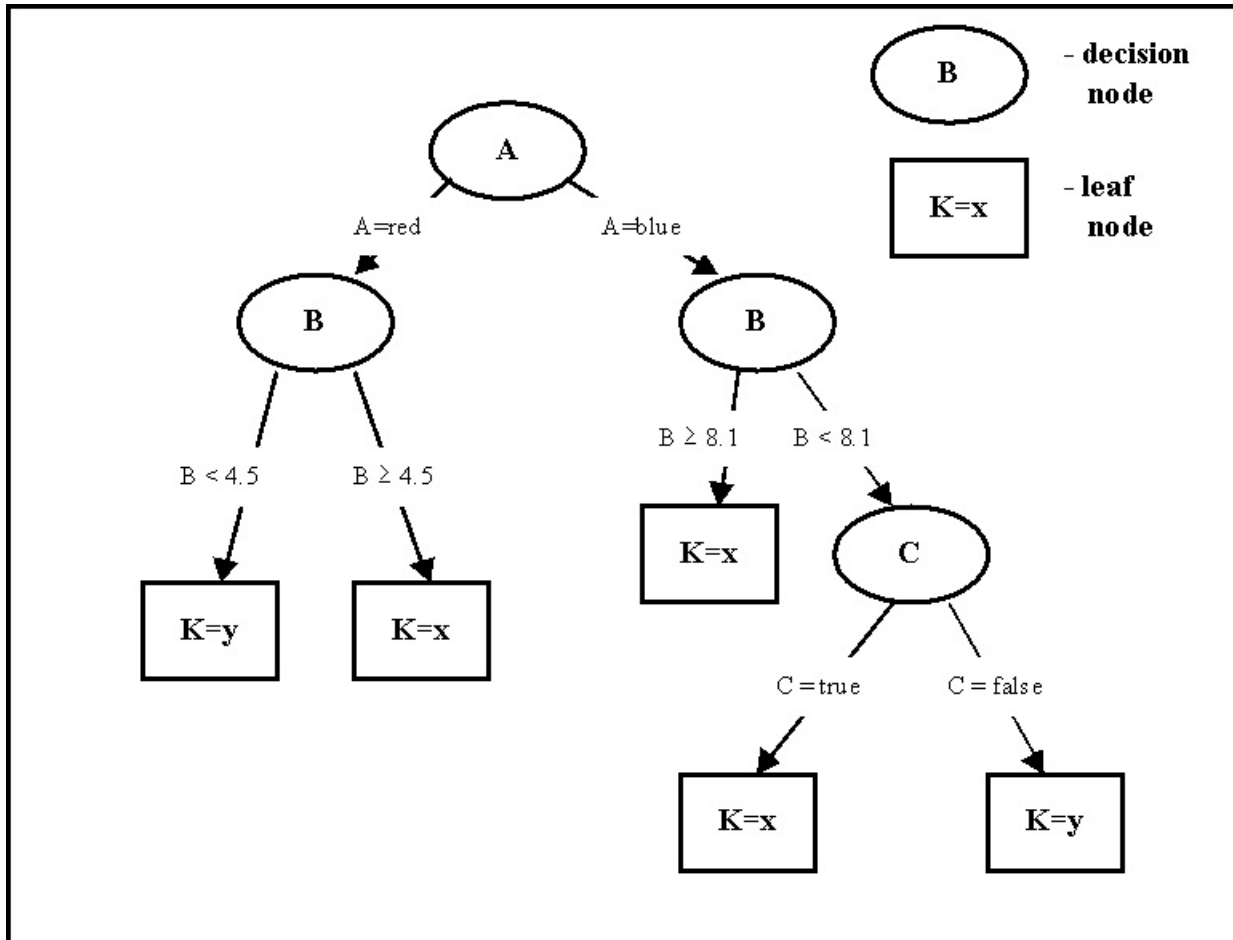 B
- decision
node
A
K=x
- leaf
node
A=red
A=blue
B
B
B ≥ 8.1
B < 8.1
B < 4.5
B ≥ 4.5
K=x
C
K=y
K=x
C=true
C=false
K=x
K=y